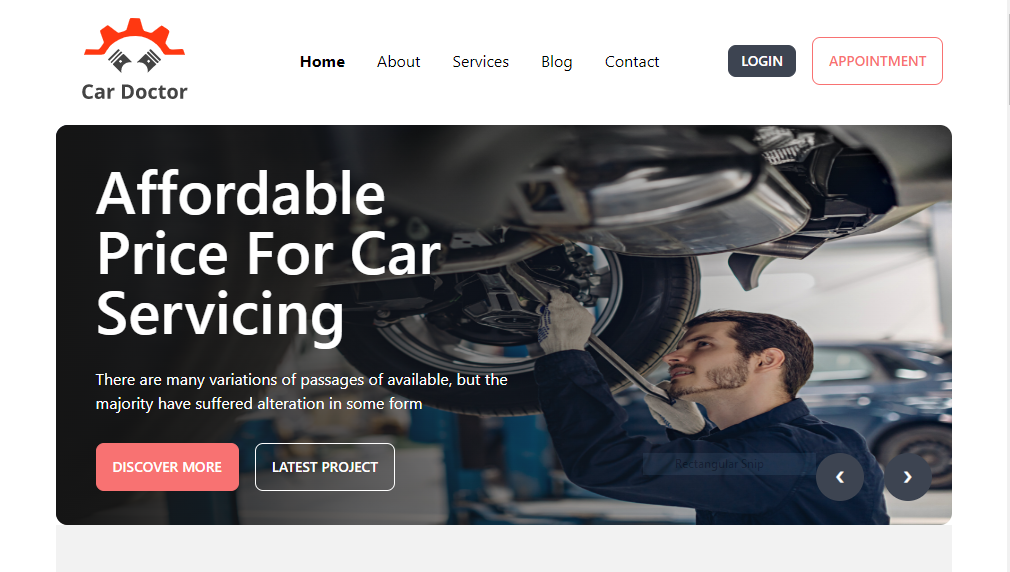 Car Doctor
Home
About
Services
Blog
Contact
LOGIN
APPOINTMENT
Affordable
Price For Car
Servicing
There are many variations of passages of available, but the
majority have suffered alteration in some form
DISCOVER MORE
LATEST PROJECT
Rectangular Snip
❮
❯